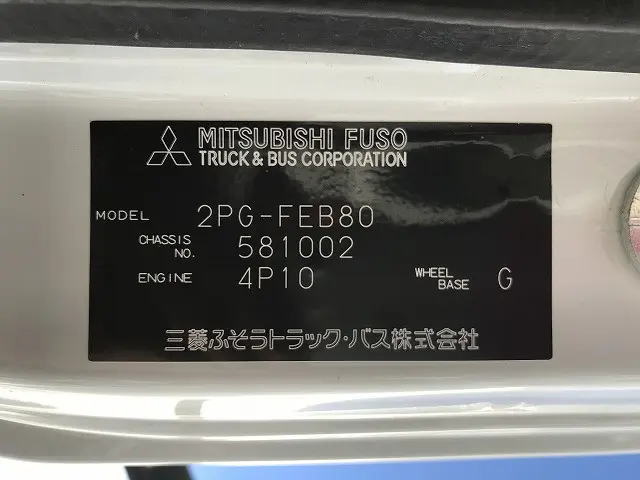 MITSUBISHI FUSO
TRUCK & BUS CORPORATION
MODEL 2PG-FEB80
CHASSIS NO. 581002
ENGINE 4P10 WHEEL BASE G
三菱ふそうトラック・バス株式会社